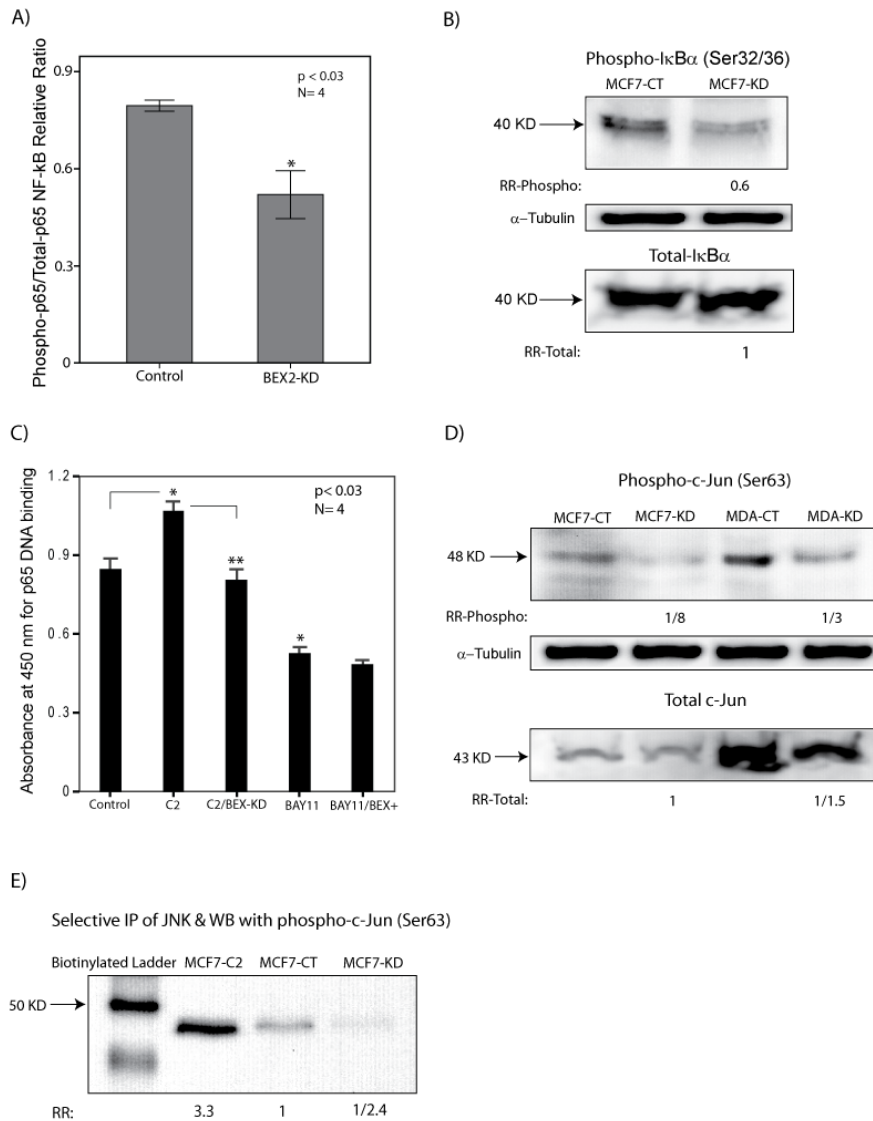 A)
Phospho-p65/Total-p65 NF-kB Relative Ratio
0.9
0.6
0.3
0
p < 0.03
N= 4
*
Control
BEX2-KD
B)
Phospho-IκBα (Ser32/36)
MCF7-CT
MCF7-KD
40 KD
RR-Phospho:
0.6
α-Tubulin
Total-IκBα
40 KD
RR-Total:
1
C)
Absorbance at 450 nm for p65 DNA binding
1.2
0.9
0.6
0.3
0
p< 0.03
N= 4
*
**
*
Control
C2
C2/BEX-KD
BAY11
BAY11/BEX+
D)
Phospho-c-Jun (Ser63)
MCF7-CT
MCF7-KD
MDA-CT
MDA-KD
48 KD
RR-Phospho:
1/8
1/3
α-Tubulin
Total c-Jun
43 KD
RR-Total:
1
1/1.5
E)
Selective IP of JNK & WB with phospho-c-Jun (Ser63)
Biotinylated Ladder
MCF7-C2
MCF7-CT
MCF7-KD
50 KD
RR:
3.3
1
1/2.4